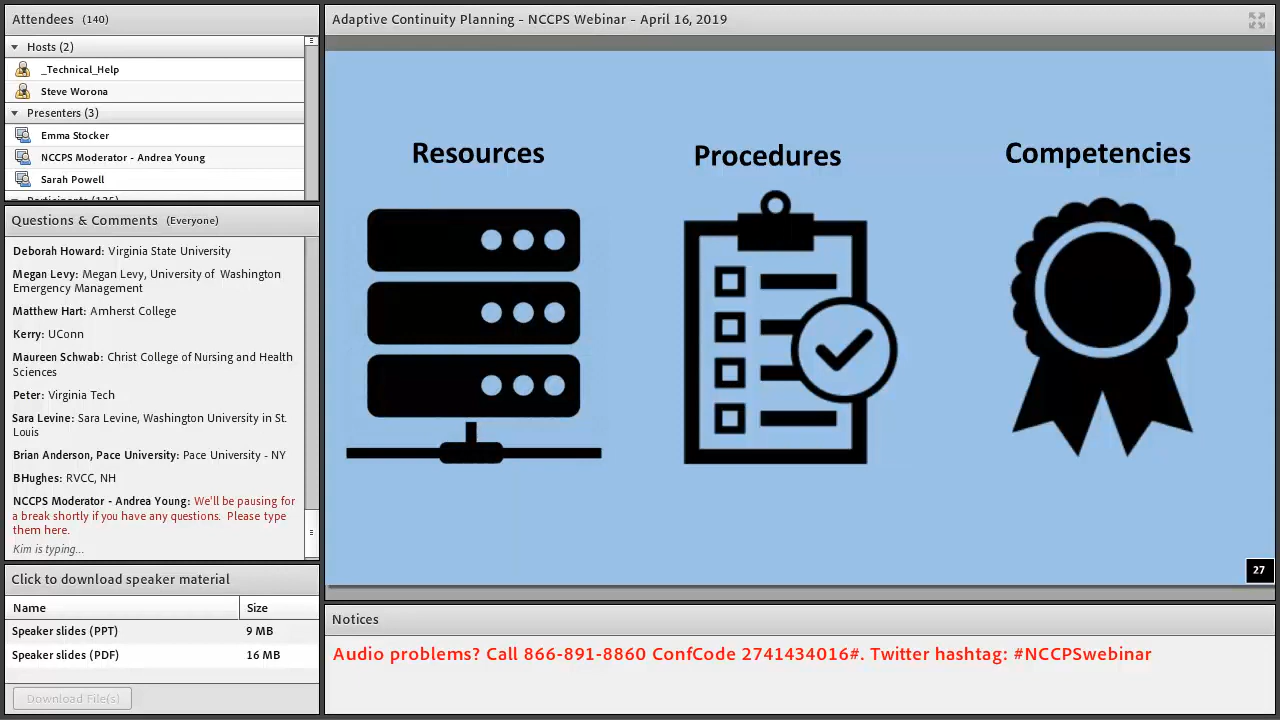 Attendees (140)
Hosts (2)
_Technical_Help
Steve Worona
Presenters (3)
Emma Stocker
NCCPS Moderator - Andrea Young
Sarah Powell
Participants (135)
Questions & Comments (Everyone)
Deborah Howard: Virginia State University
Megan Levy: Megan Levy, University of Washington
Emergency Management
Matthew Hart: Amherst College
Kerry: UConn
Maureen Schwab: Christ College of Nursing and Health
Sciences
Peter: Virginia Tech
Sara Levine: Sara Levine, Washington University in St.
Louis
Brian Anderson, Pace University: Pace University - NY
BHughes: RVCC, NH
NCCPS Moderator - Andrea Young: We'll be pausing for
a break shortly if you have any questions. Please type
them here.
Kim is typing...
Click to download speaker material
Name Size
Speaker slides (PPT) 9 MB
Speaker slides (PDF) 16 MB
Download File(s)
Adaptive Continuity Planning - NCCPS Webinar - April 16, 2019
Resources Procedures Competencies
27
Notices
Audio problems? Call 866-891-8860 ConfCode 2741434016#. Twitter hashtag: #NCCPSwebinar